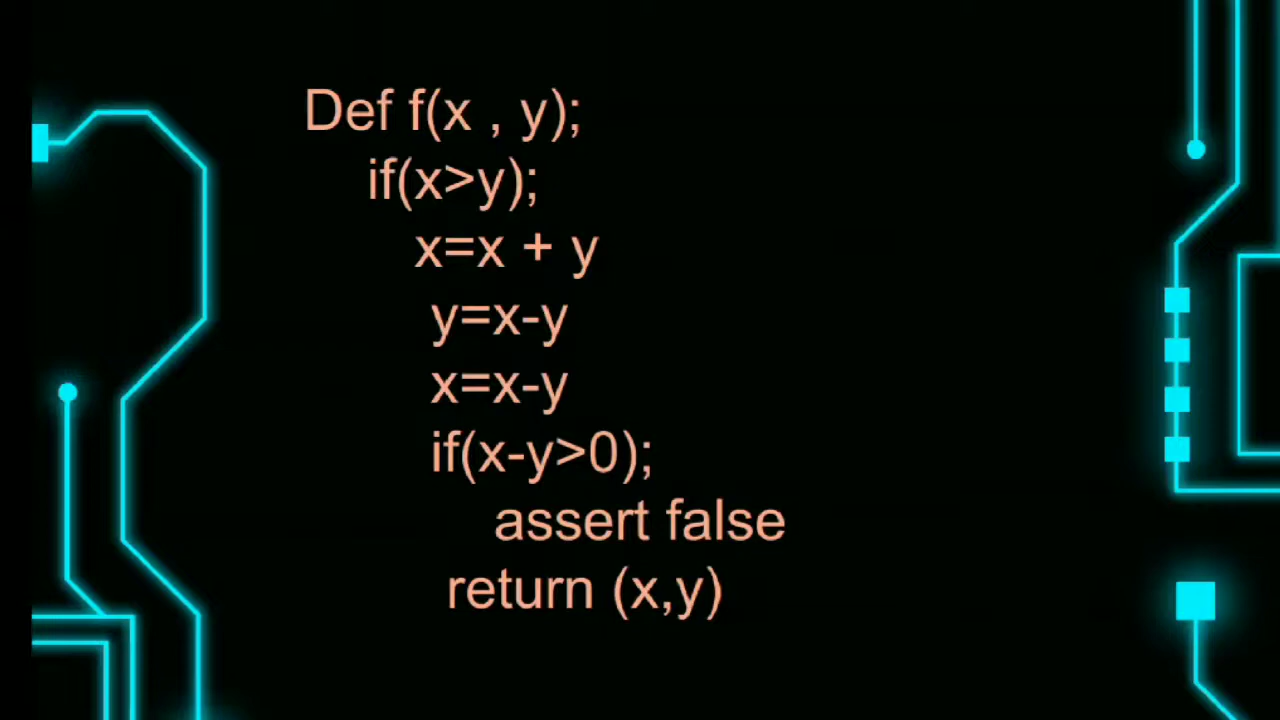 Def f(x , y);
if(x>y);
x=x + y
y=x-y
x=x-y
if(x-y>0);
assert false
return (x,y)